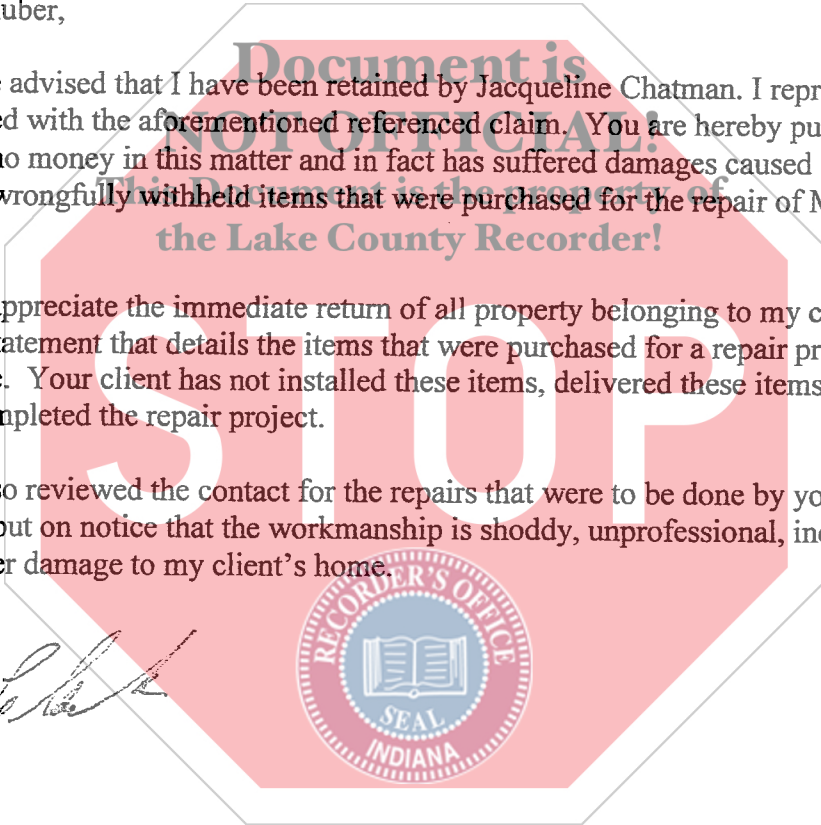 uber,
Document is
advised that I have been retained by Jacqueline Chatman. I repr
NOT OFFICIAL!
ed with the aforementioned referenced claim. You are hereby pu
no money in this matter and in fact has suffered damages caused
This Document is the property of
wrongfully withheld items that were purchased for the repair of M
the Lake County Recorder!
ppreciate the immediate return of all property belonging to my c
tatement that details the items that were purchased for a repair pr
. Your client has not installed these items, delivered these items
mpleted the repair project.
STOP
o reviewed the contact for the repairs that were to be done by yo
out on notice that the workmanship is shoddy, unprofessional, inc
er damage to my client's home.
RECORDER'S OFFICE
SEAL
INDIANA